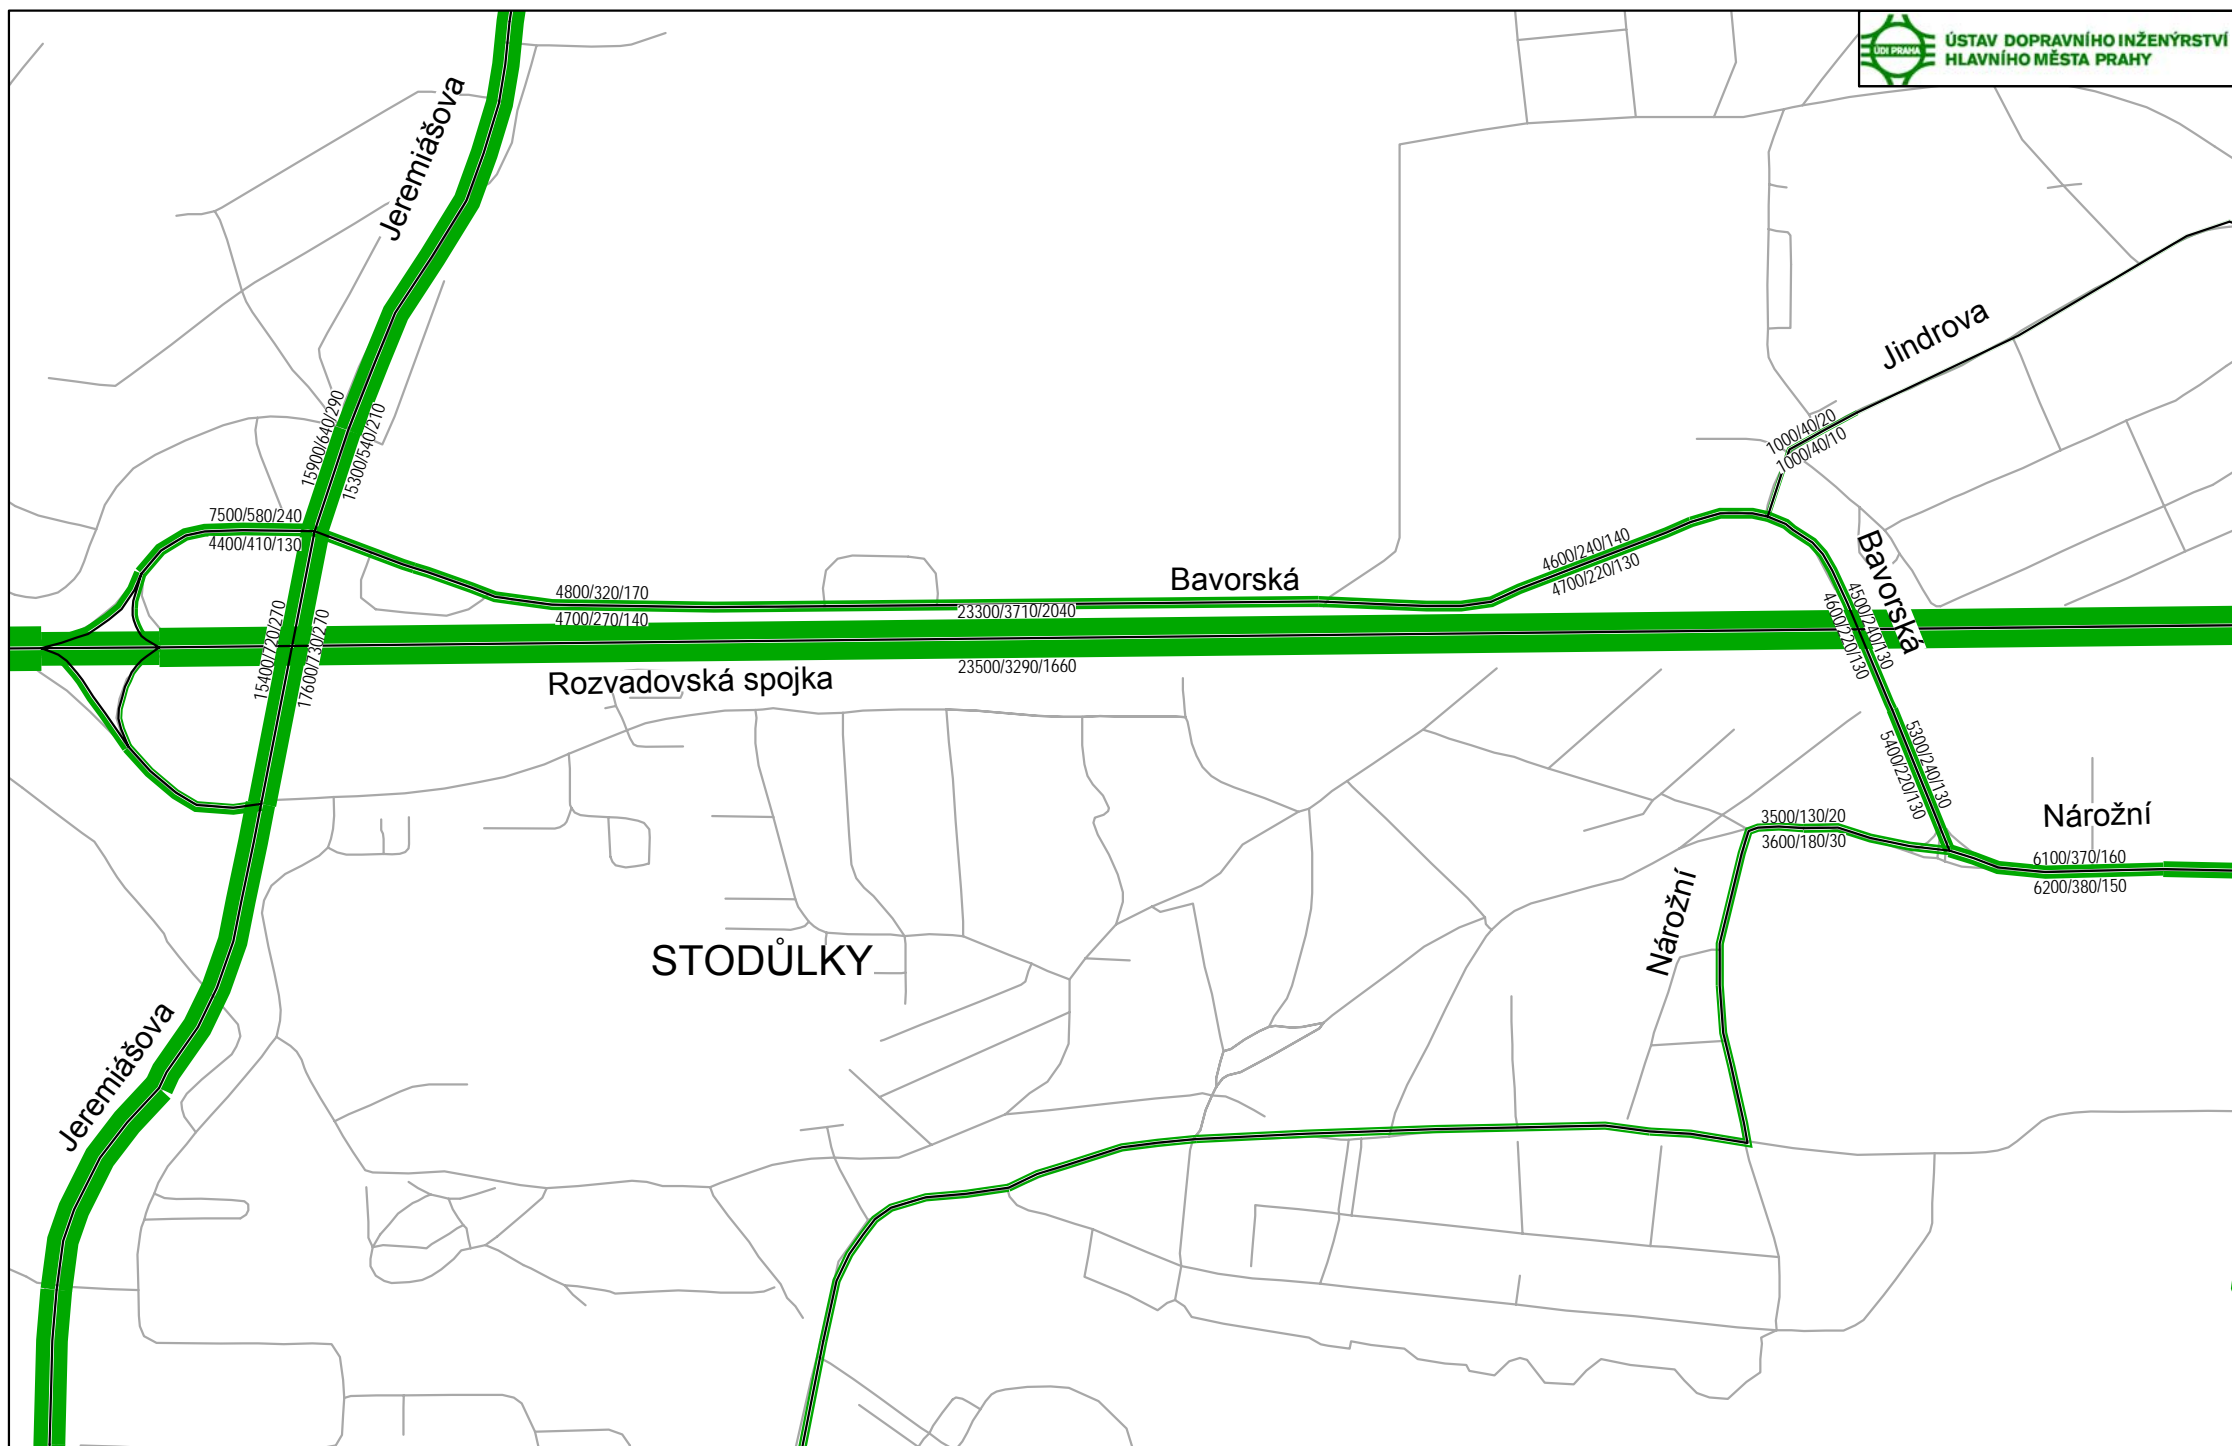 ÚDI PRAHA
ÚSTAV DOPRAVNÍHO INŽENÝRSTVÍ
HLAVNÍHO MĚSTA PRAHY
Jeremiášova
Jindrova
15900/640/290
15300/540/210
1000/40/20
1000/40/10
7500/580/240
4400/410/130
4600/240/140
4700/220/130
Bavorská
Bavorská
4800/320/170
4700/270/140
23300/3710/2040
23500/3290/1660
4500/240/130
4600/220/130
15400/720/270
17600/730/270
Rozvadovská spojka
5300/240/130
5400/220/130
3500/130/20
3600/180/30
Nárožní
6100/370/160
6200/380/150
Nárožní
STODŮLKY
Jeremiášova